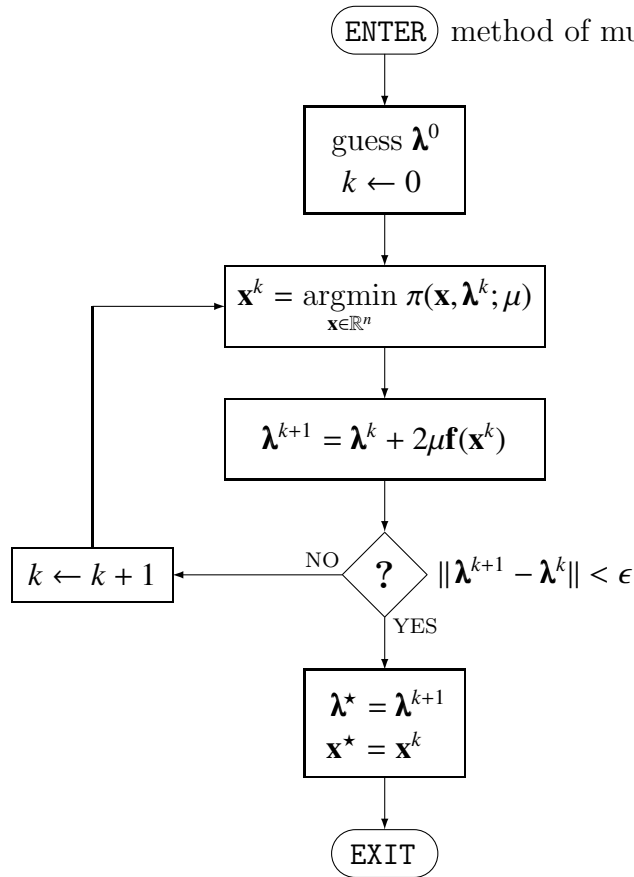 ENTER method of mu
guess λ⁰
k ← 0
xᵏ = argmin π(x, λᵏ; μ)
x∈ℝⁿ
λᵏ⁺¹ = λᵏ + 2μf(xᵏ)
NO
? ‖λᵏ⁺¹ − λᵏ‖ < ϵ
k ← k + 1
YES
λ⋆ = λᵏ⁺¹
x⋆ = xᵏ
EXIT